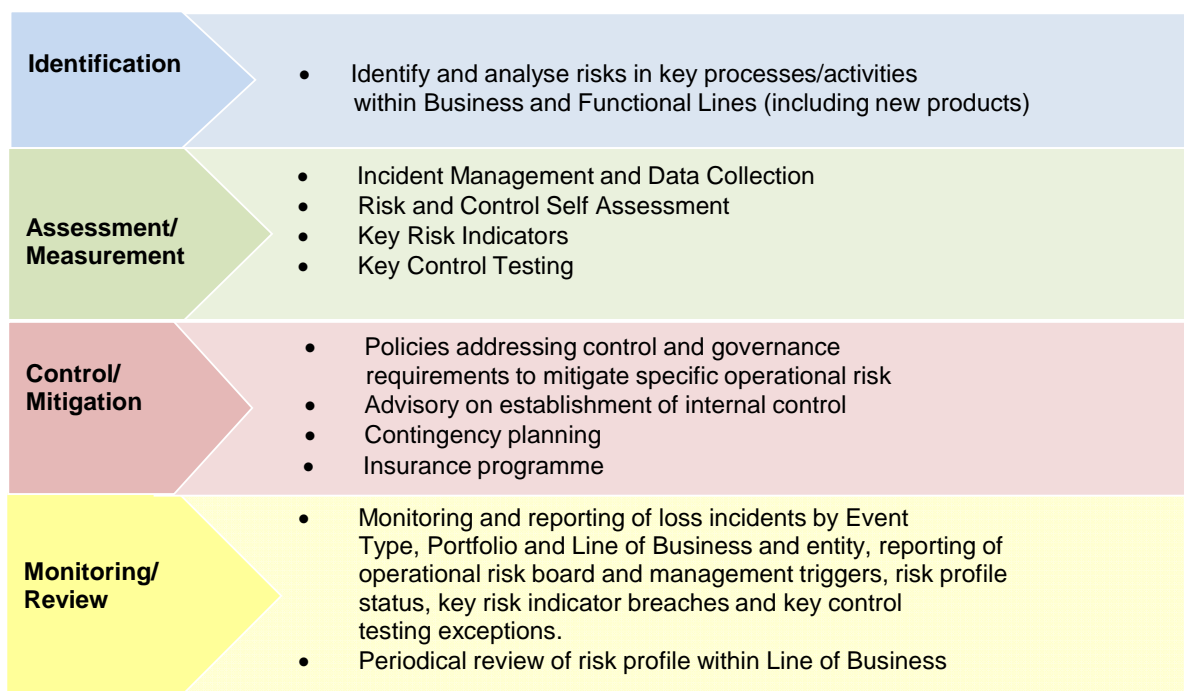 Identification
• Identify and analyse risks in key processes/activities
within Business and Functional Lines (including new products)
Assessment/
Measurement
• Incident Management and Data Collection
• Risk and Control Self Assessment
• Key Risk Indicators
• Key Control Testing
Control/
Mitigation
• Policies addressing control and governance
requirements to mitigate specific operational risk
• Advisory on establishment of internal control
• Contingency planning
• Insurance programme
Monitoring/
Review
• Monitoring and reporting of loss incidents by Event
Type, Portfolio and Line of Business and entity, reporting of
operational risk board and management triggers, risk profile
status, key risk indicator breaches and key control
testing exceptions.
• Periodical review of risk profile within Line of Business